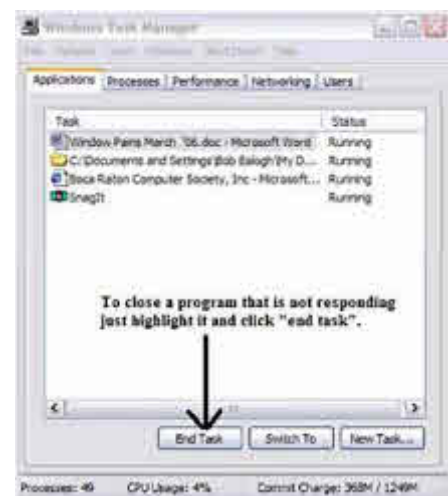 Windows Task Manager
Applications Processes Performance Networking Users
Task Status
Window Pains March '06.doc - Microsoft Word Running
C:\Documents and Settings\Bob Balogh\My D... Running
Boca Raton Computer Society, Inc - Microsoft... Running
SnagIt Running
To close a program that is not responding
just highlight it and click "end task".
End Task Switch To New Task...
Processes: 49 CPU Usage: 4% Commit Charge: 368M / 1249M